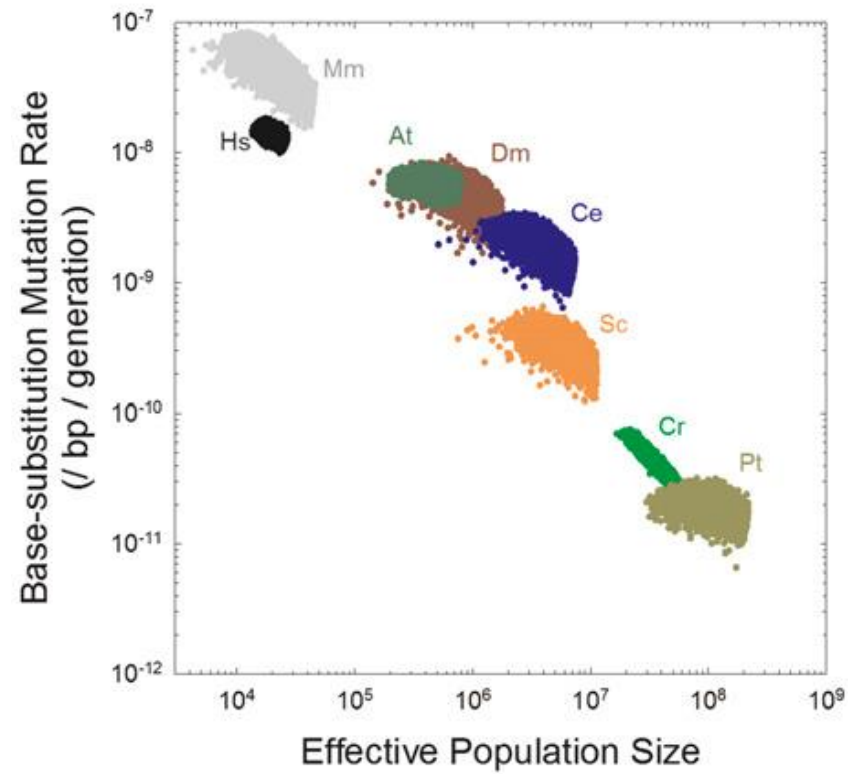 Base-substitution Mutation Rate
(/ bp / generation)
10-7
10-8
10-9
10-10
10-11
10-12
Mm
Hs
At
Dm
Ce
Sc
Cr
Pt
104
105
106
107
108
109
Effective Population Size